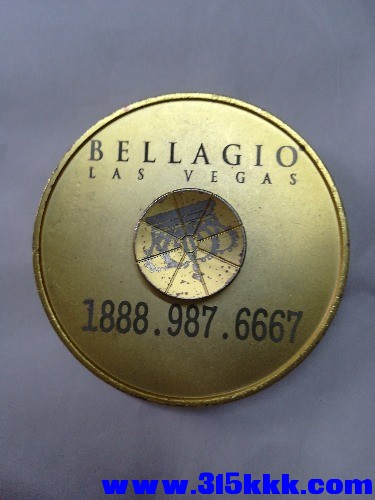 BELLAGIO
LAS VEGAS
1888.987.6667
www.315kkk.com